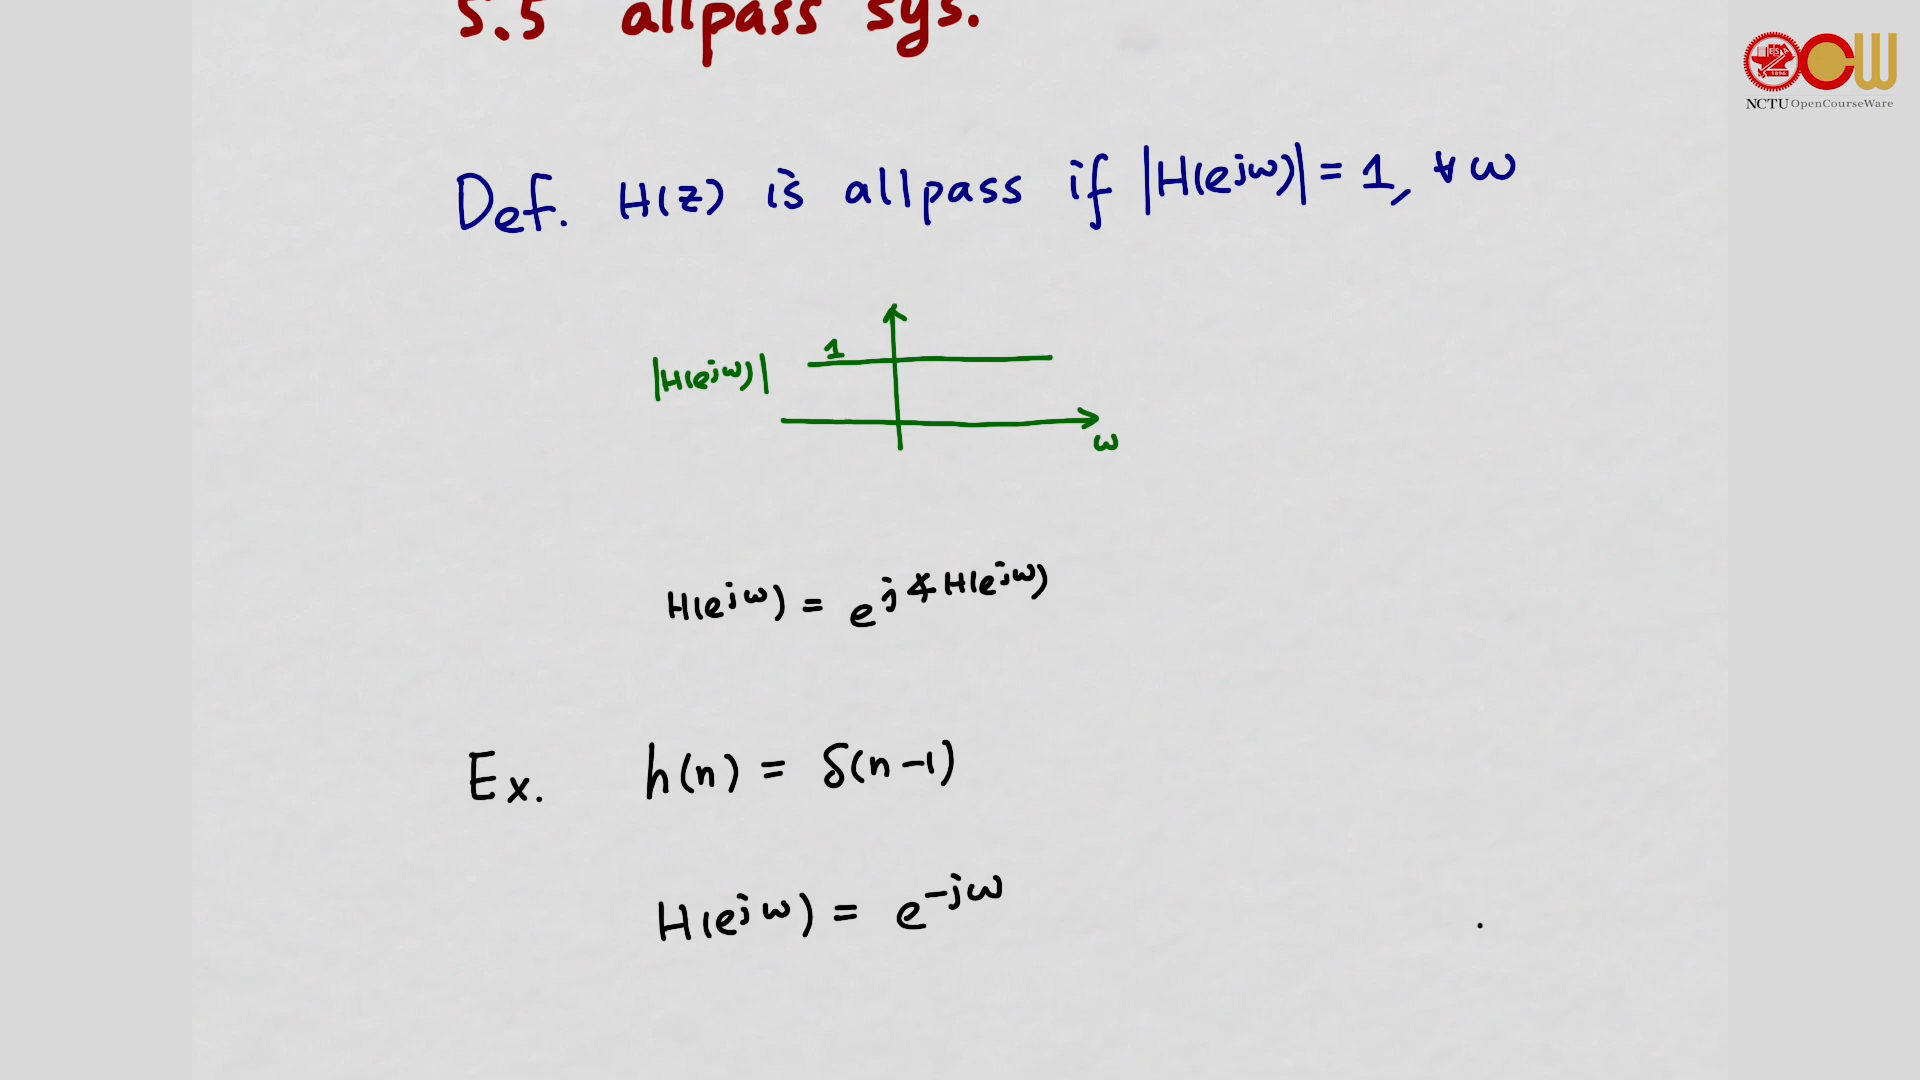 5.5 allpass sys.
NCTU OpenCourseWare
Def. H(z) is allpass if |H(e^{jω})| = 1, ∀ ω
1
|H(e^{jω})|
ω
H(e^{jω}) = e^{j∡H(e^{jω})}
Ex. h(n) = δ(n-1)
H(e^{jω}) = e^{-jω}